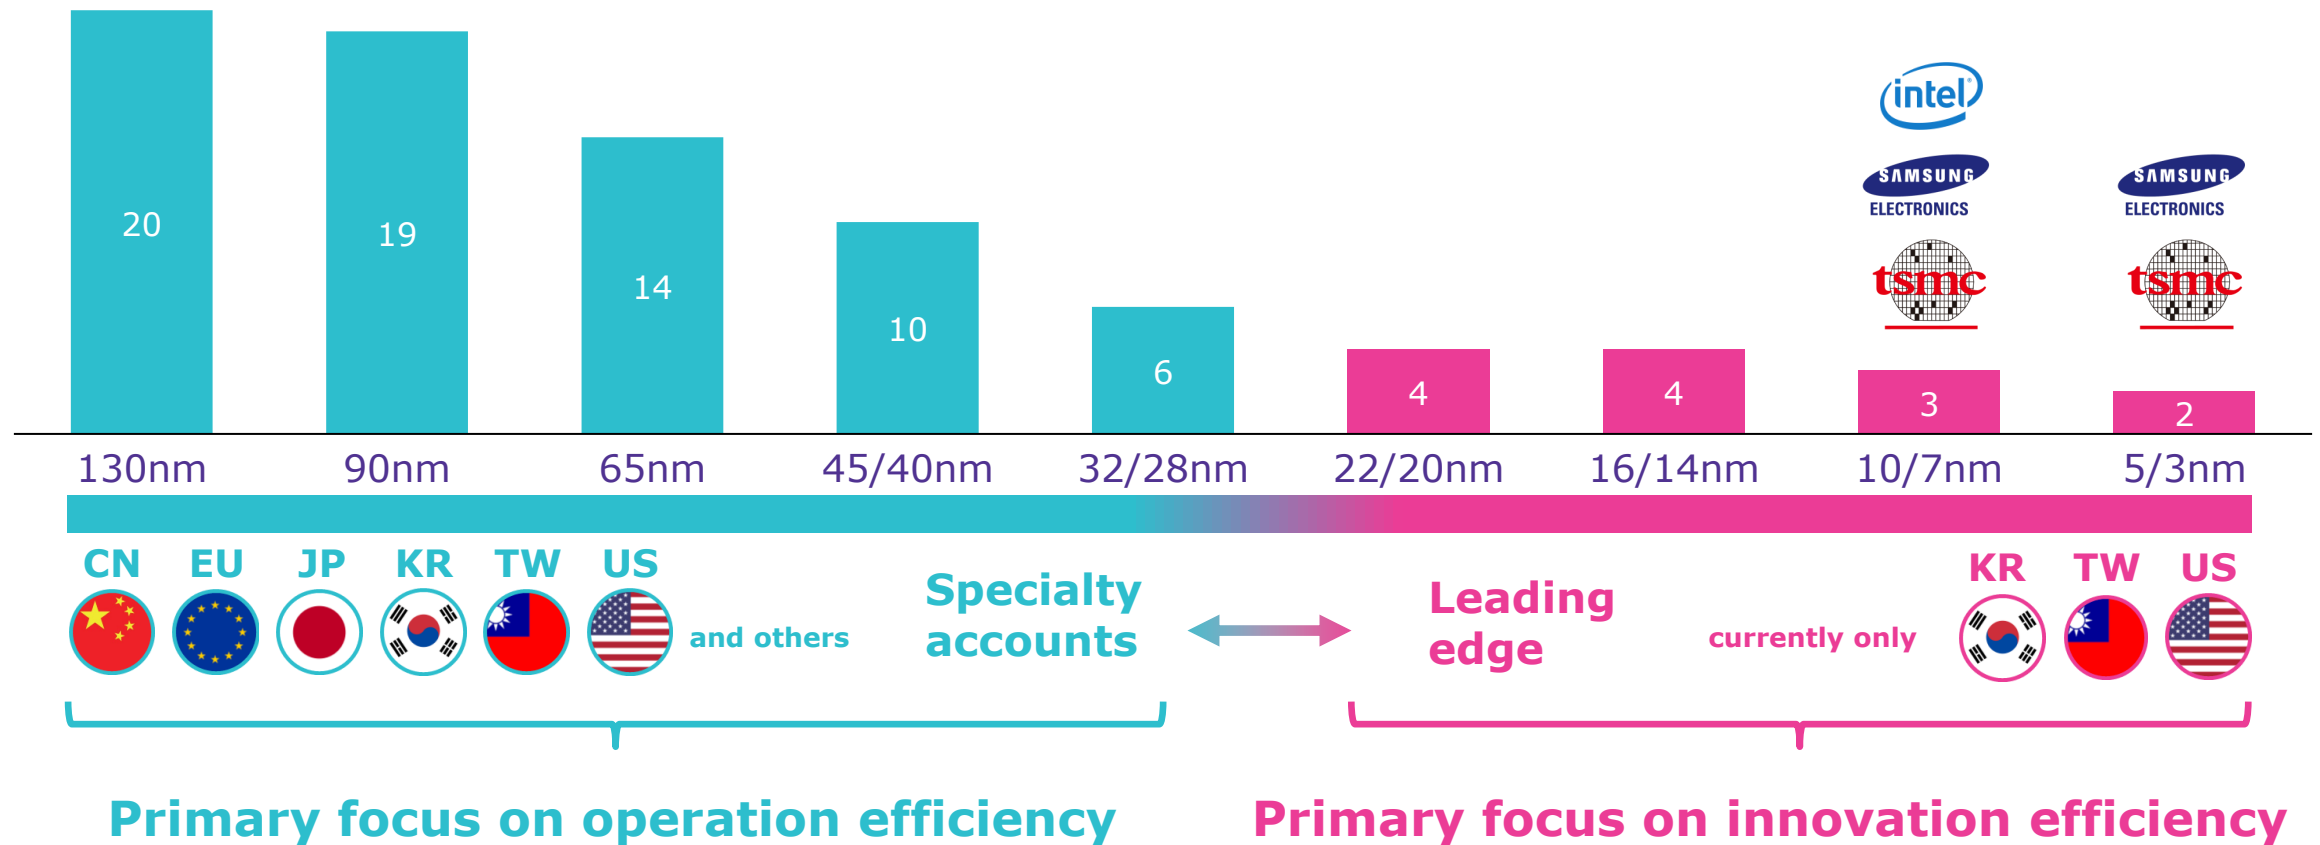 20
19
14
10
6
4
4
3
2
intel
SAMSUNG
ELECTRONICS
tsmc
SAMSUNG
ELECTRONICS
tsmc
130nm
90nm
65nm
45/40nm
32/28nm
22/20nm
16/14nm
10/7nm
5/3nm
CN
EU
JP
KR
TW
US
and others
Specialty
accounts
Leading
edge
currently only
KR
TW
US
Primary focus on operation efficiency
Primary focus on innovation efficiency